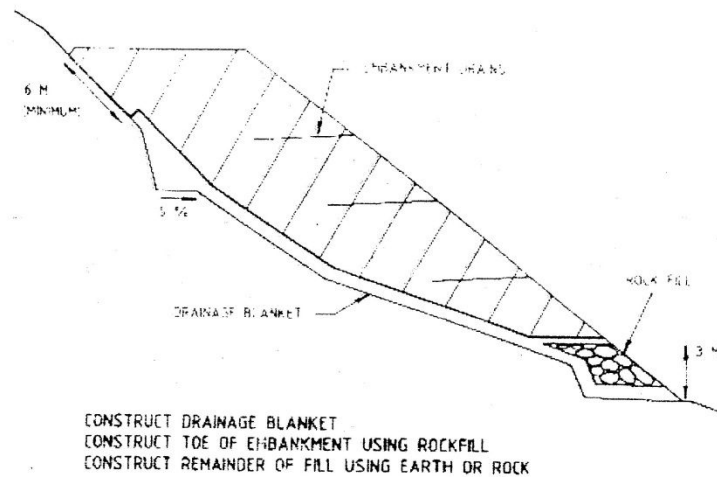 EMBANKMENT DRAINS
6 M
(MINIMUM)
5 %
ROCK FILL
DRAINAGE BLANKET
3 M
CONSTRUCT DRAINAGE BLANKET
CONSTRUCT TOE OF EMBANKMENT USING ROCKFILL
CONSTRUCT REMAINDER OF FILL USING EARTH OR ROCK